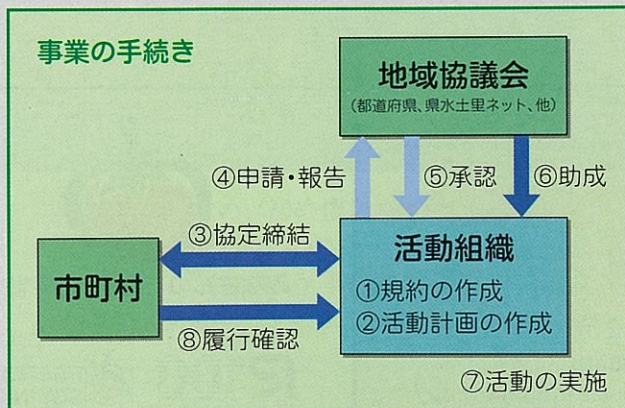 事業の手続き
地域協議会
(都道府県、県水土里ネット、他)
④申請・報告
⑤承認
⑥助成
③協定締結
活動組織
①規約の作成
②活動計画の作成
市町村
⑧履行確認
⑦活動の実施